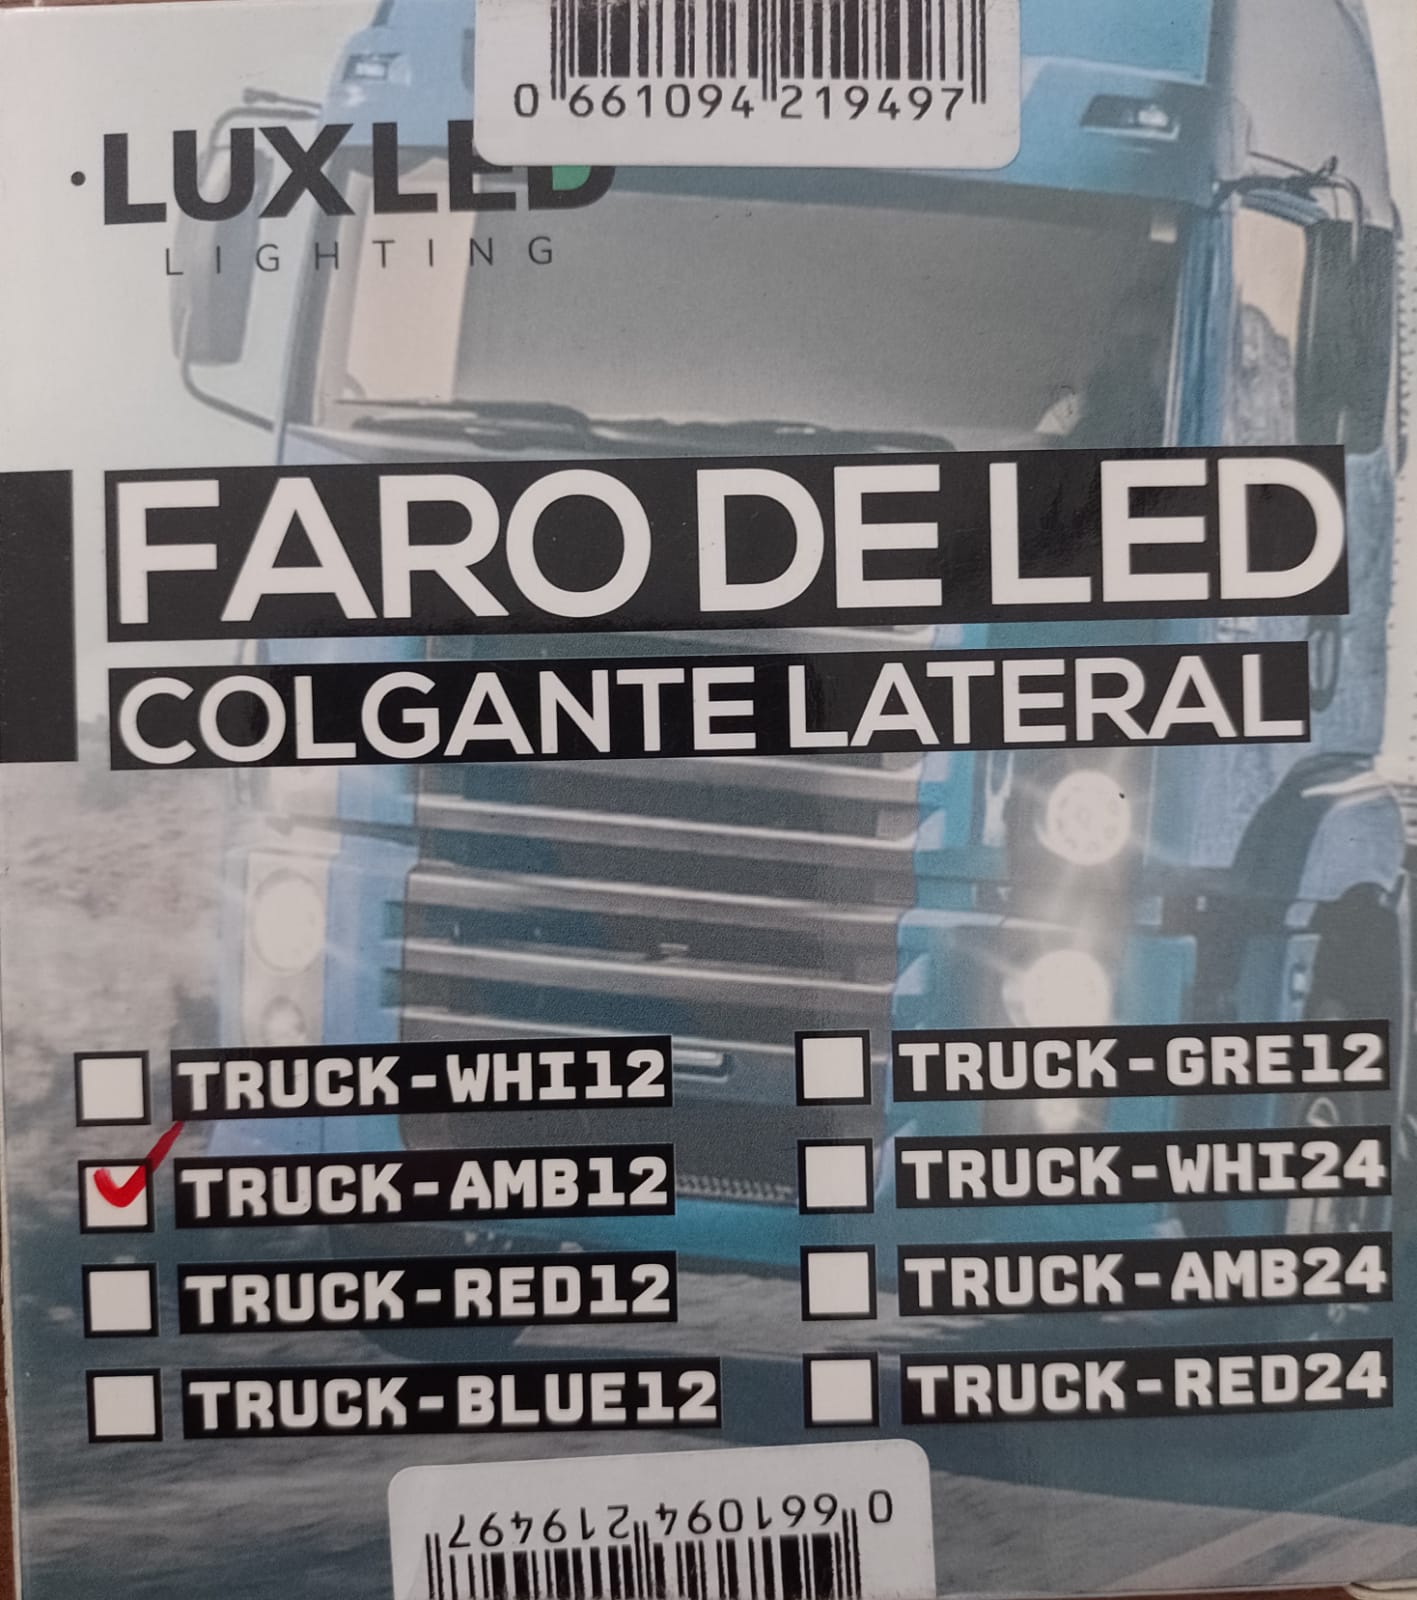 0 661094 219497
LUXLED
LIGHTING
FARO DE LED
COLGANTE LATERAL
TRUCK-WHI12
TRUCK-AMB12
TRUCK-RED12
TRUCK-BLUE12
TRUCK-GRE12
TRUCK-WHI24
TRUCK-AMB24
TRUCK-RED24
0 661094 219497